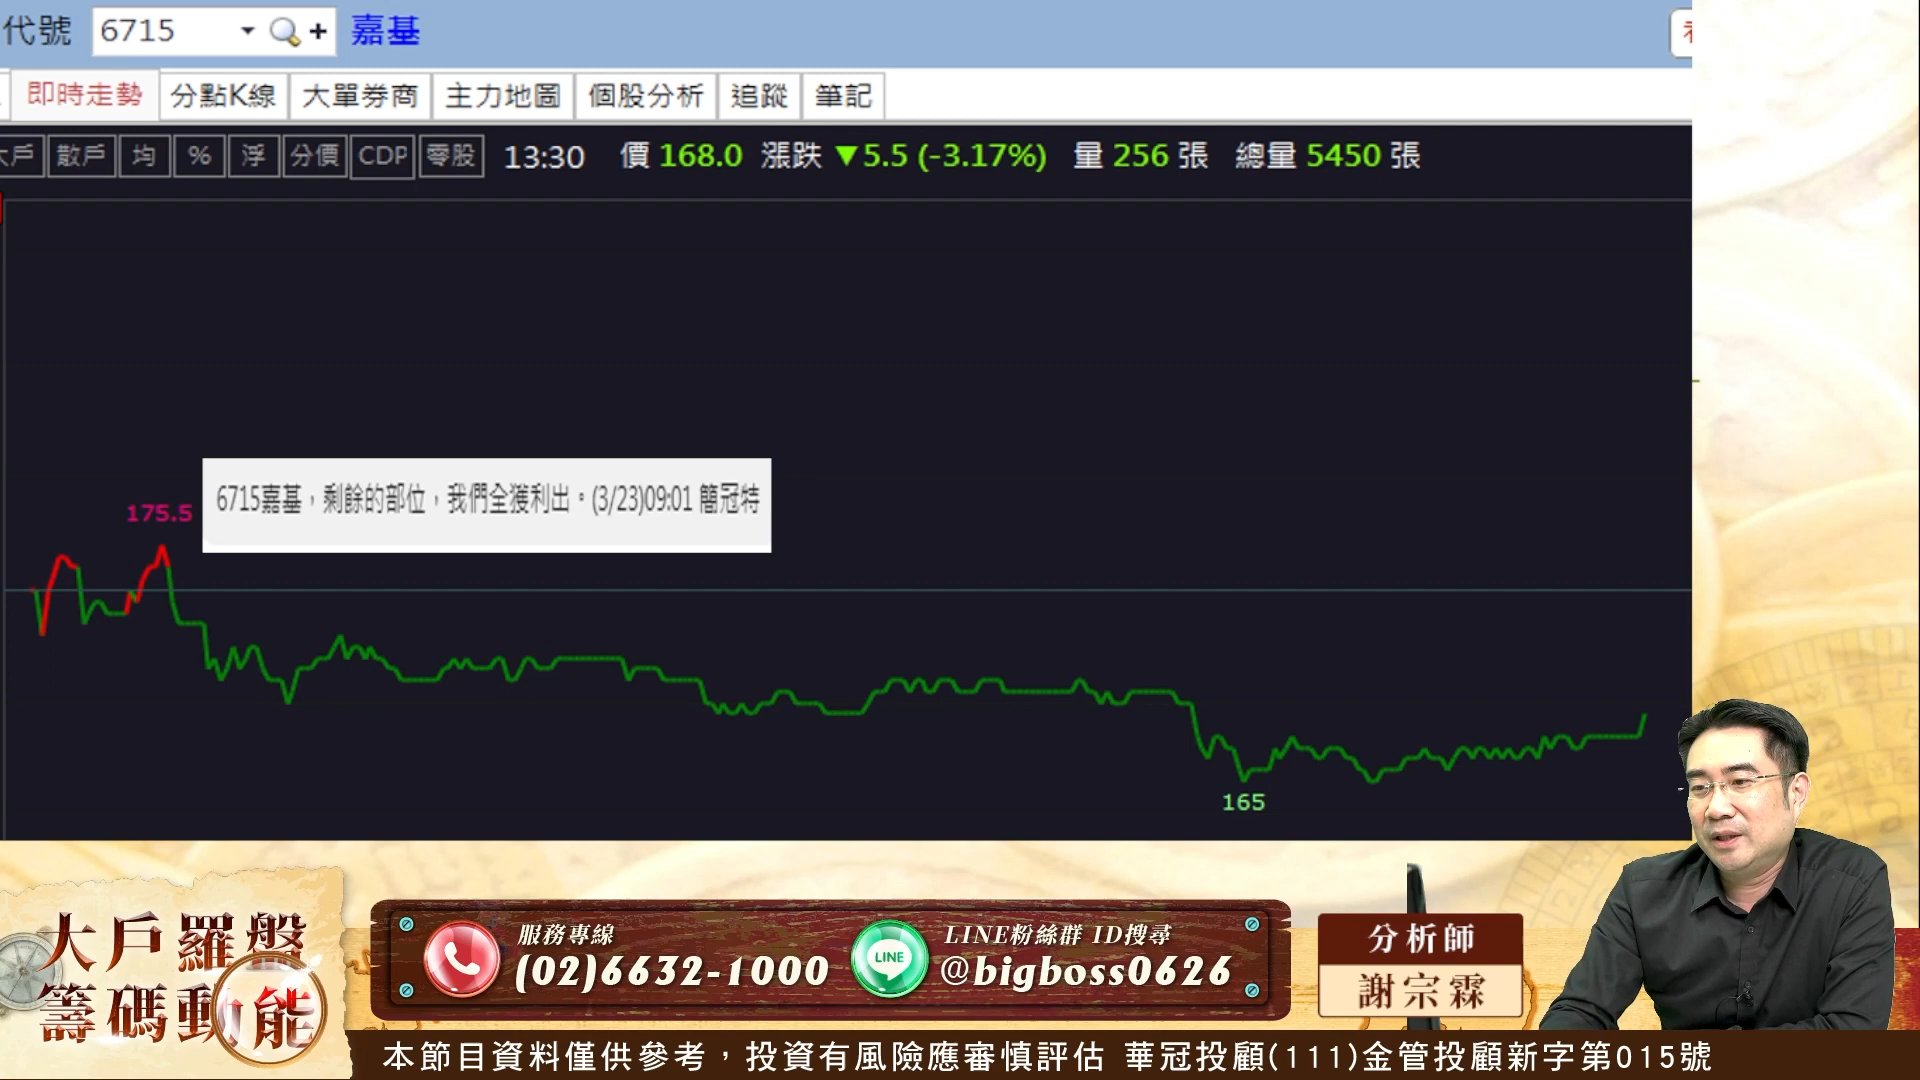 代號 6715 嘉基
即時走勢 分點K線 大單券商 主力地圖 個股分析 追蹤 筆記
大戶 散戶 均 % 浮 分價 CDP 零股 13:30 價 168.0 漲跌 ▼5.5 (-3.17%) 量 256 張 總量 5450 張
6715嘉基，剩餘的部位，我們全獲利出。(3/23)09:01 簡冠特
175.5
165
大戶羅盤
籌碼動能
服務專線
(02)6632-1000
LINE
LINE粉絲群 ID搜尋
@bigboss0626
分析師
謝宗霖
本節目資料僅供參考，投資有風險應審慎評估 華冠投顧(111)金管投顧新字第015號